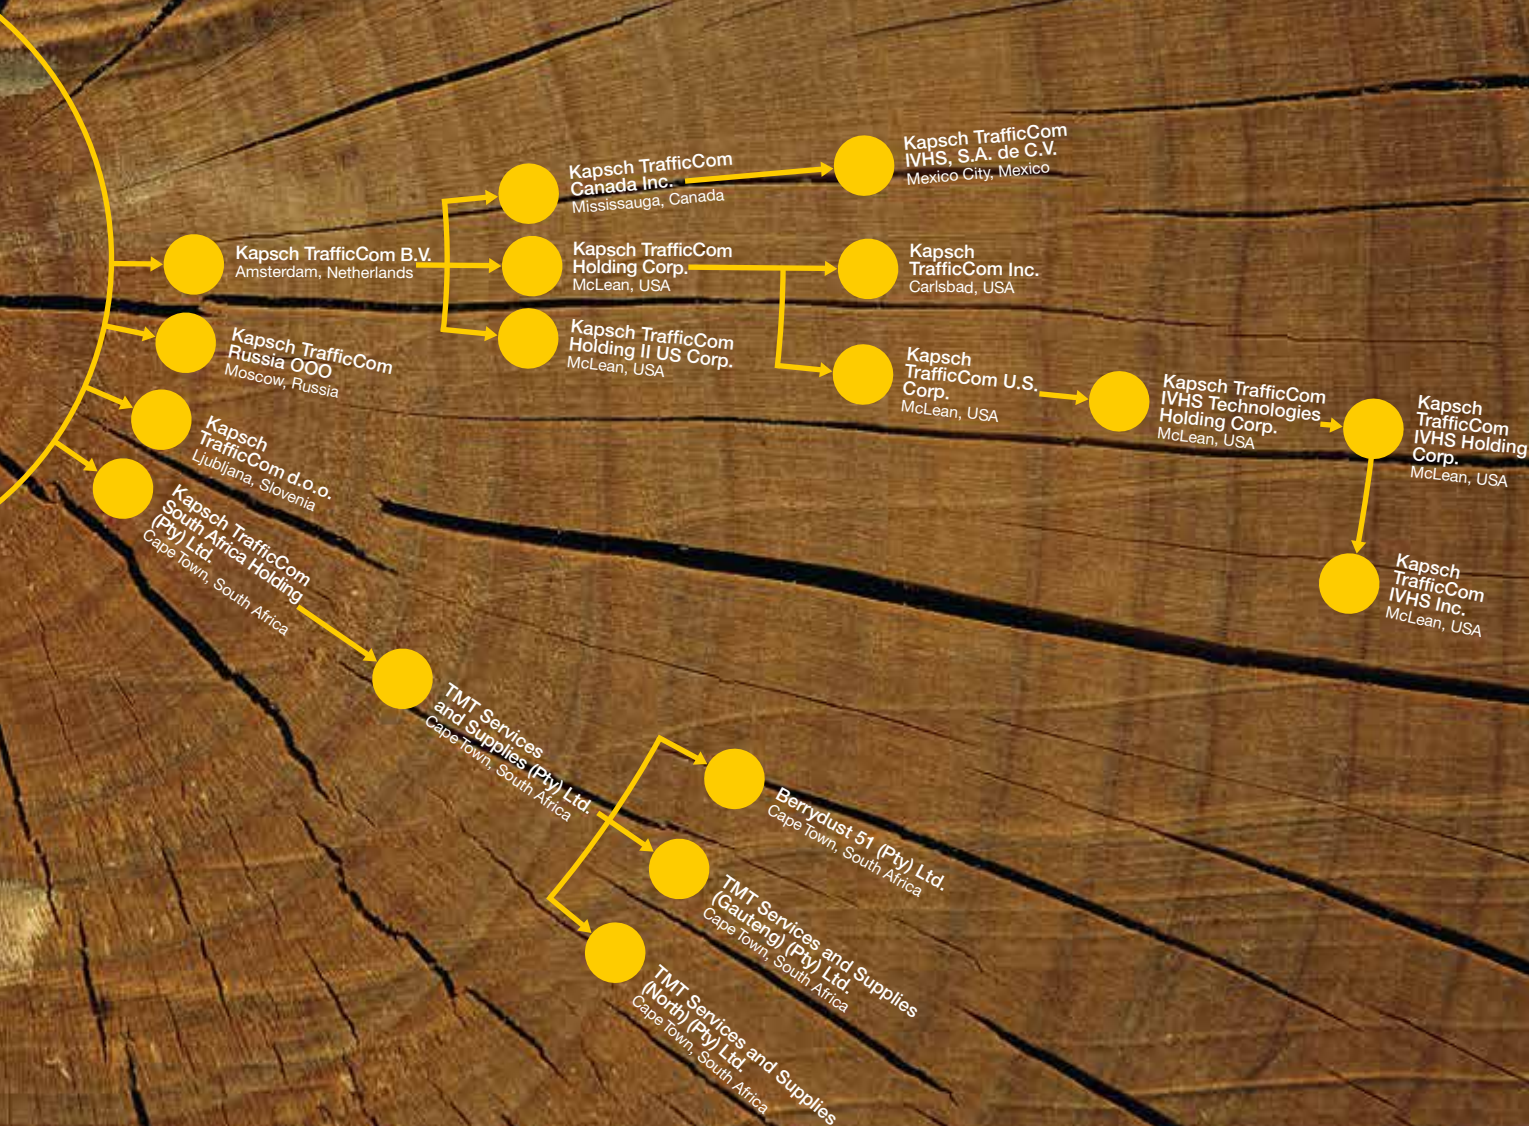 Kapsch TrafficCom
Canada Inc.
Mississauga, Canada
Kapsch TrafficCom
IVHS, S.A. de C.V.
Mexico City, Mexico
Kapsch TrafficCom B.V.
Amsterdam, Netherlands
Kapsch TrafficCom
Holding Corp.
McLean, USA
Kapsch
TrafficCom Inc.
Carlsbad, USA
Kapsch TrafficCom
Holding II US Corp.
McLean, USA
Kapsch
TrafficCom U.S.
Corp.
McLean, USA
Kapsch TrafficCom
IVHS Technologies
Holding Corp.
McLean, USA
Kapsch
TrafficCom
IVHS Holding
Corp.
McLean, USA
Kapsch
TrafficCom
IVHS Inc.
McLean, USA
Kapsch TrafficCom
Russia OOO
Moscow, Russia
Kapsch
TrafficCom d.o.o.
Ljubljana, Slovenia
Kapsch TrafficCom
South Africa Holding
(Pty) Ltd.
Cape Town, South Africa
TMT Services
and Supplies (Pty) Ltd.
Cape Town, South Africa
Berrydust 51 (Pty) Ltd.
Cape Town, South Africa
TMT Services and Supplies
(Gauteng) (Pty) Ltd.
Cape Town, South Africa
TMT Services and Supplies
(North) (Pty) Ltd.
Cape Town, South Africa